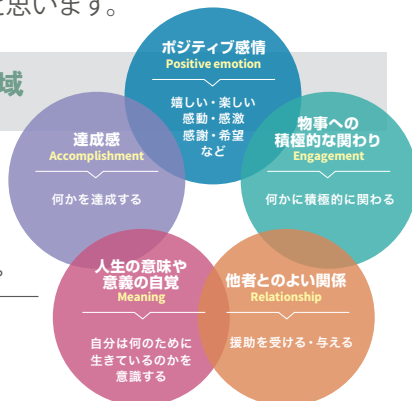 と思います。
域
ポジティブ感情
Positive emotion
嬉しい・楽しい
感動・感激
感謝・希望
など
達成感
Accomplishment
何かを達成する
物事への
積極的な関わり
Engagement
何かに積極的に関わる
人生の意味や
意義の自覚
Meaning
自分は何のために
生きているのかを
意識する
他者とのよい関係
Relationship
援助を受ける・与える
。